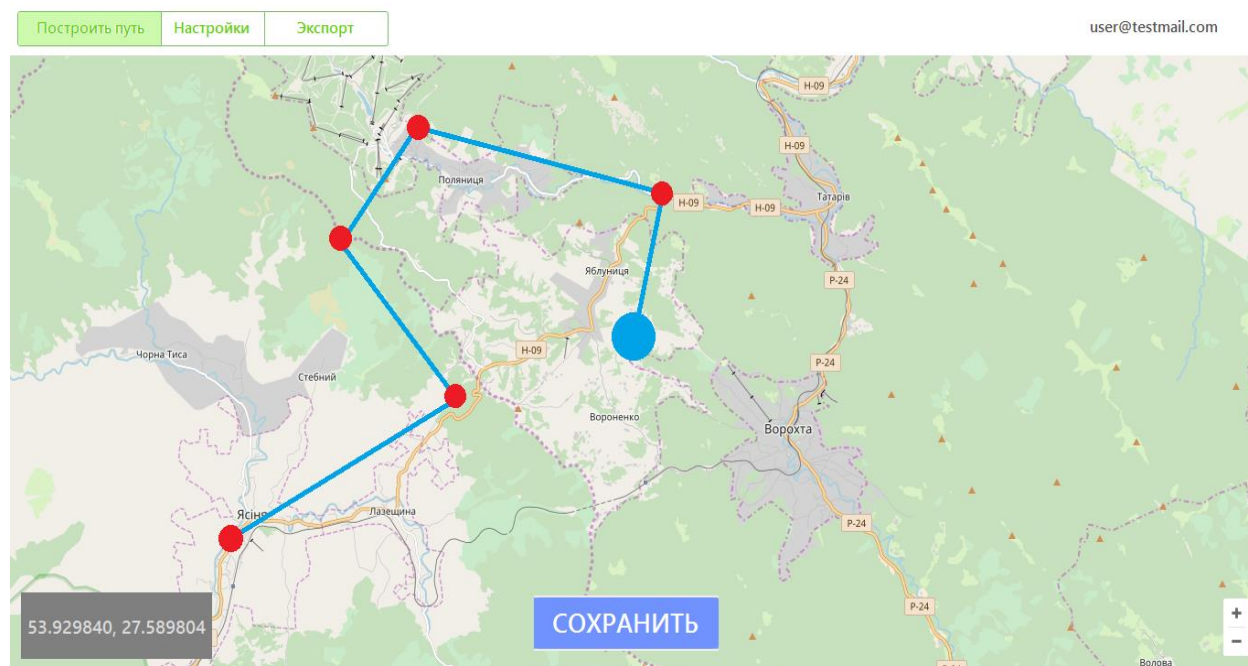 Построить путь
Настройки
Экспорт
user@testmail.com
Н-09
Н-09
Поляниця
Татарів
Н-09
Н-09
Яблуниця
Р-24
Чорна Тиса
Н-09
Р-24
Стебний
Вороненко
Ворохта
Ясіня
Лазещина
Р-24
53.929840, 27.589804
СОХРАНИТЬ
Р-24
+
−
Волова